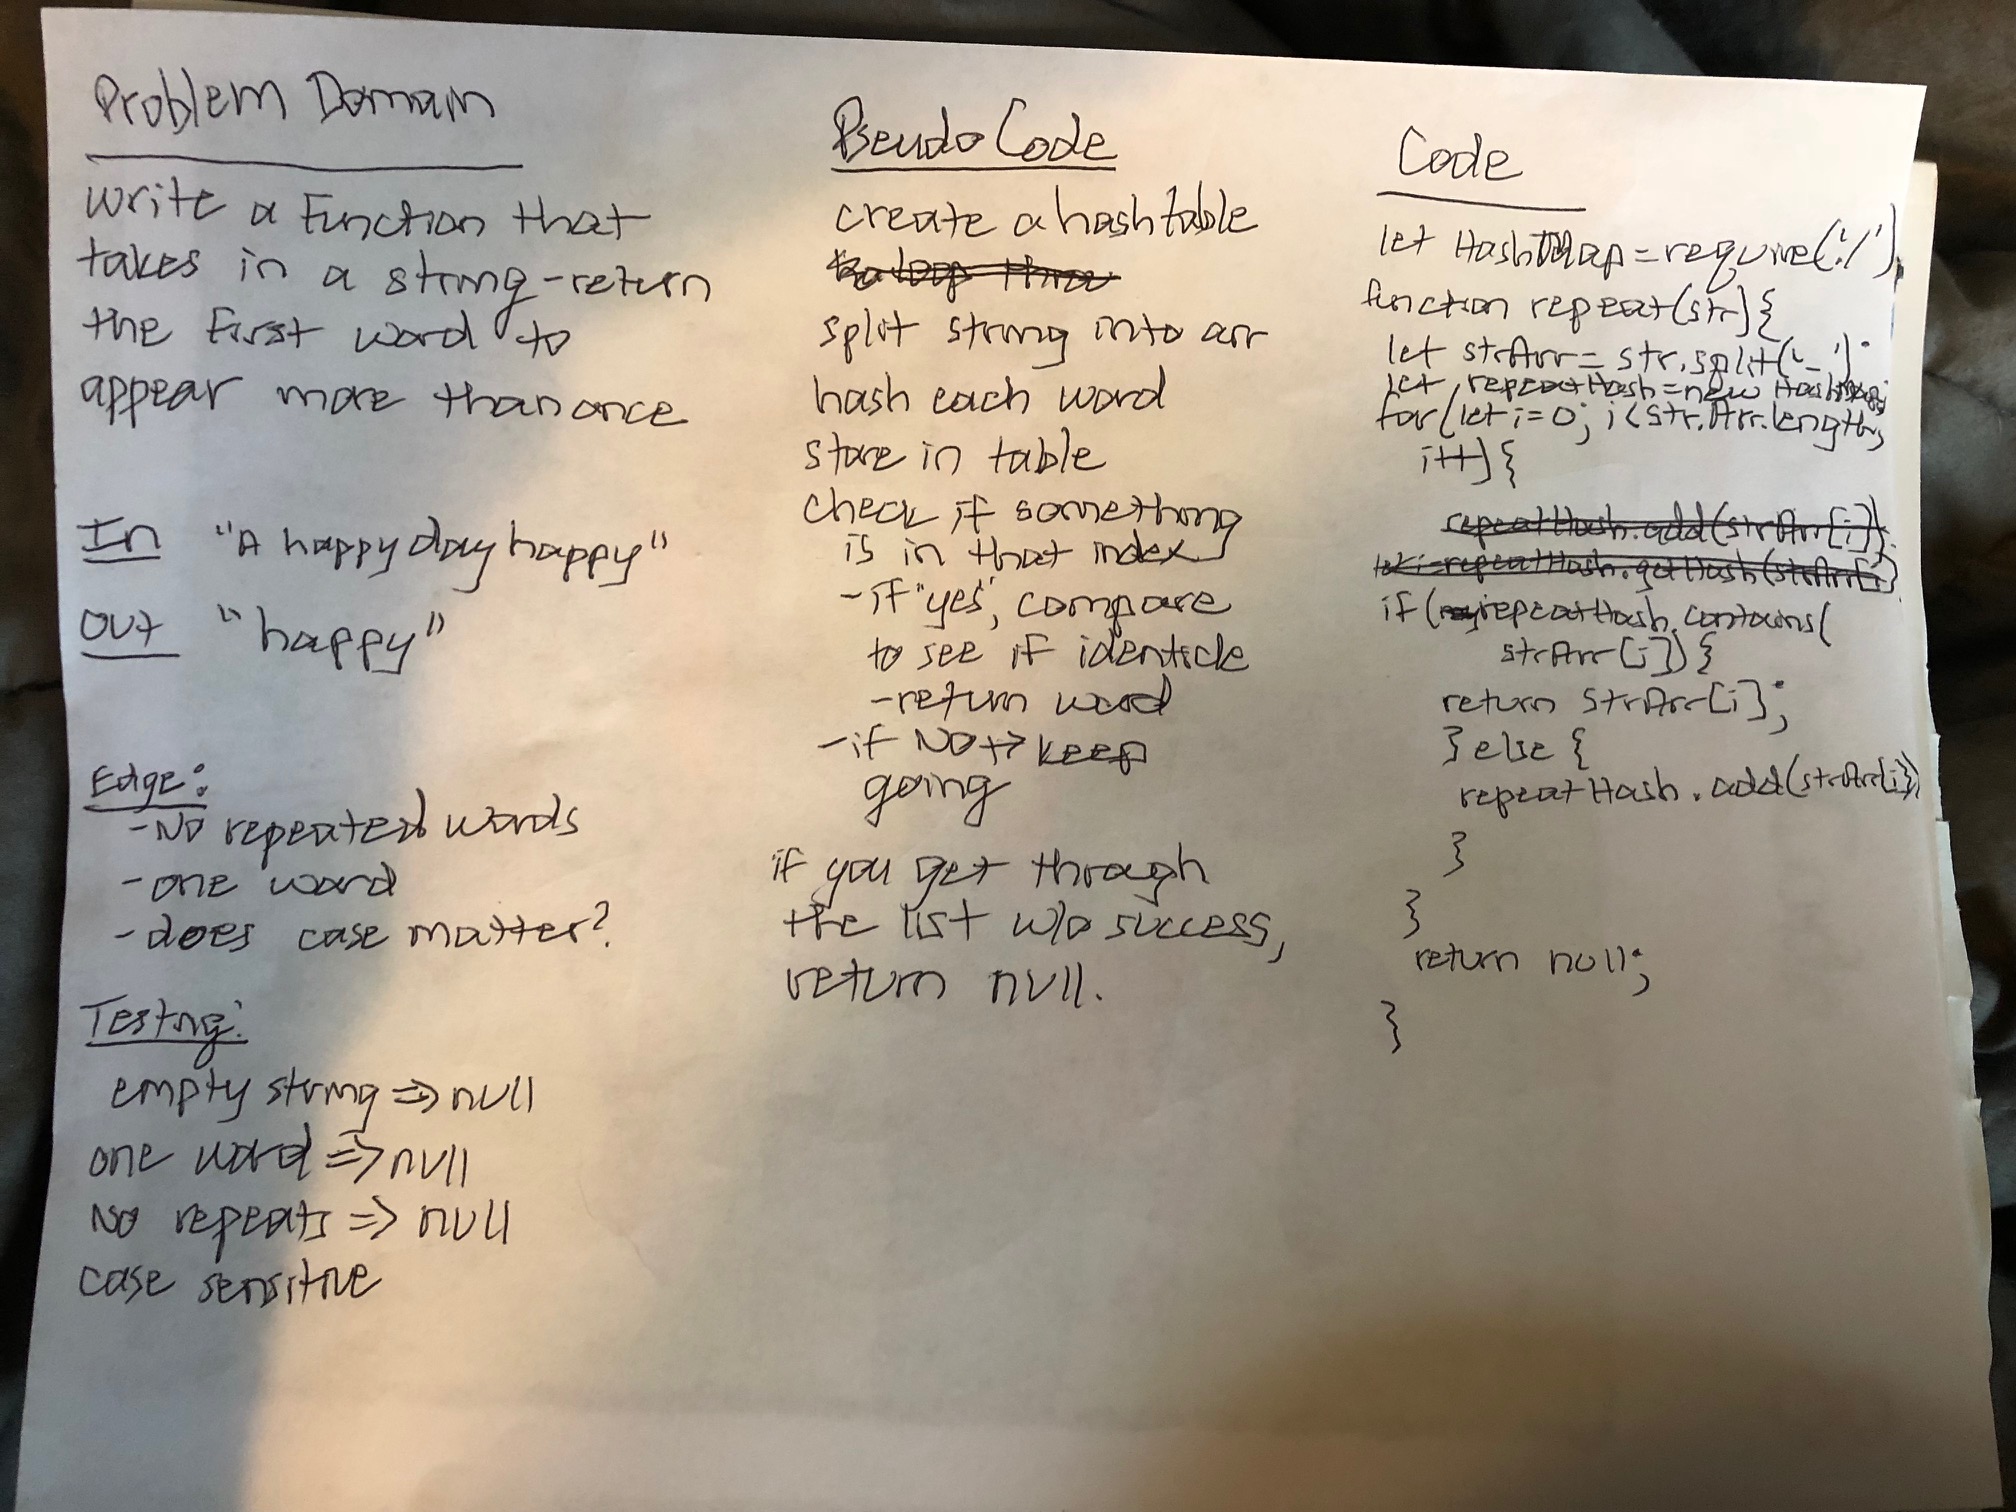 Problem Domain
write a function that
takes in a string - return
the first word to
appear more than once
In "A happy day happy"
Out "happy"
Edge:
- No repeated words
- one word
- does case matter?
Testing:
empty string => null
one word => null
No repeats => null
case sensitive
Pseudo Code
create a hash table
split string into arr
hash each word
store in table
check if something
is in that index
- if "yes", compare
to see if identicle
- return word
- if NO → keep
going
if you get through
the list w/o success,
return null.
Code
let HashMap = require('./').
function repeat(str){
let strArr = str.split('_');
let repeatHash = new HashMap;
for(let i=0; i<str.Arr.length;
i++){
repeatHash.add(strArr[i])
let i = repeatHash.getHash(strArr[i])
if (repeatHash.contains(
strArr[i]){
return strArr[i];
} else {
repeatHash.add(strArr[i])
}
}
return null;
}